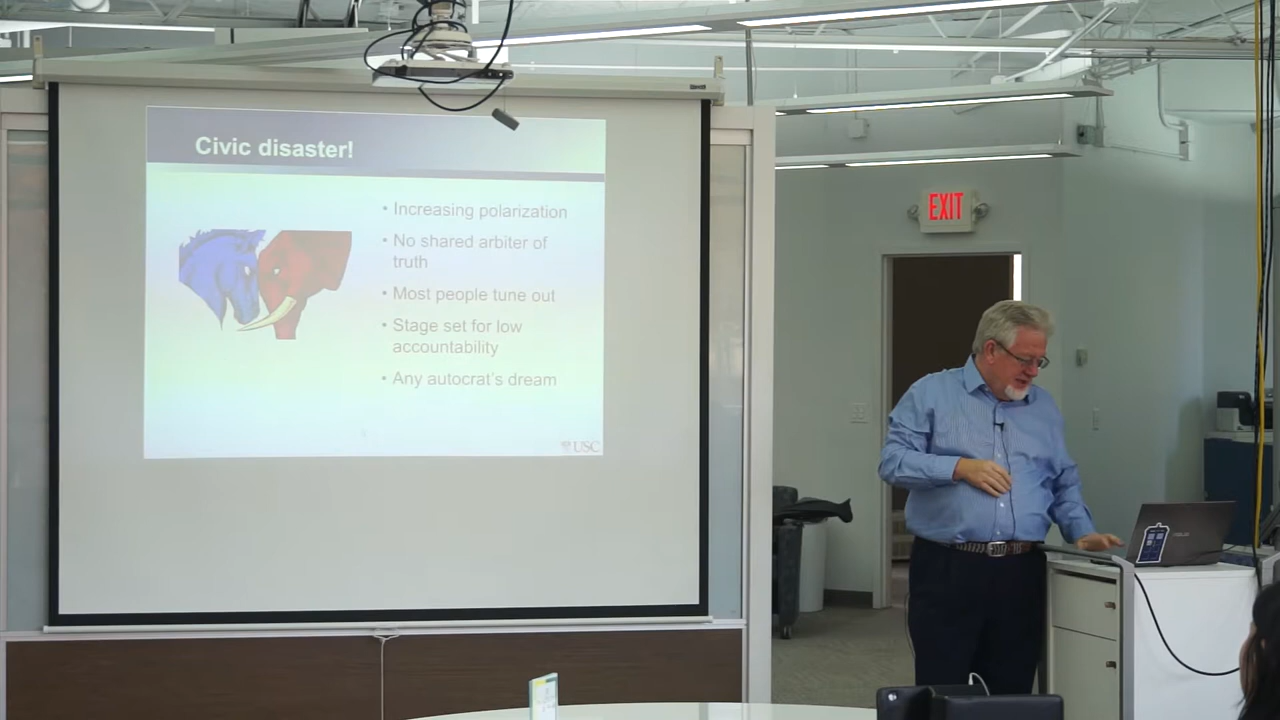 Civic disaster!
• Increasing polarization
• No shared arbiter of
truth
• Most people tune out
• Stage set for low
accountability
• Any autocrat's dream
USC
EXIT
ASUS